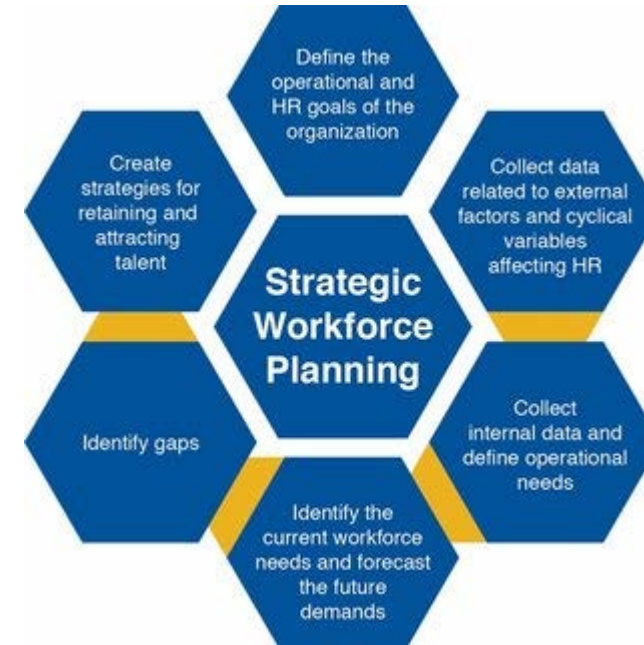 Define the
operational and
HR goals of the
organization
Collect data
related to external
factors and cyclical
variables
affecting HR
Collect
internal data and
define operational
needs
Identify the
current workforce
needs and forecast
the future
demands
Identify gaps
Create
strategies for
retaining and
attracting
talent
Strategic
Workforce
Planning